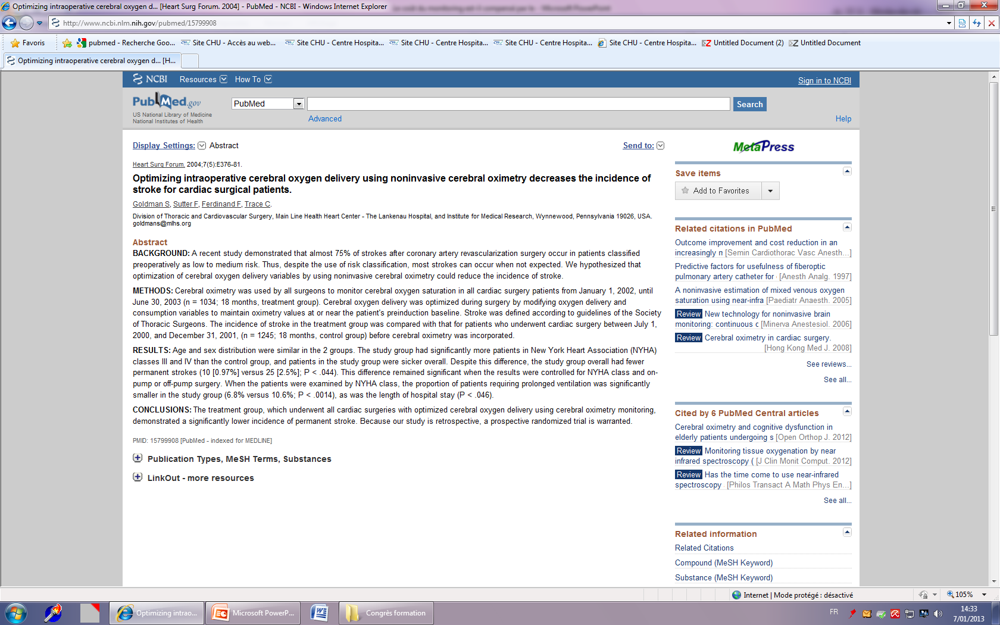 Optimizing intraoperative cerebral oxygen d... [Heart Surg Forum. 2004] - PubMed - NCBI - Windows Internet Explorer
http://www.ncbi.nlm.nih.gov/pubmed/15799908
Favoris
pubmed - Recherche Goo...
Site CHU - Accès au web...
Site CHU - Centre Hospita...
Site CHU - Centre Hospita...
Site CHU - Centre Hospita...
Site CHU - Centre Hospita...
Untitled Document (2)
Untitled Document
Optimizing intraoperative cerebral oxygen d... [H...
NCBI Resources How To
Sign in to NCBI
PubMed.gov
US National Library of Medicine
National Institutes of Health
PubMed
Search
Advanced
Help
Display Settings: Abstract
Send to:
Heart Surg Forum. 2004;7(5):E376-81.
Optimizing intraoperative cerebral oxygen delivery using noninvasive cerebral oximetry decreases the incidence of
stroke for cardiac surgical patients.
Goldman S, Sutter F, Ferdinand F, Trace C.
Division of Thoracic and Cardiovascular Surgery, Main Line Health Heart Center - The Lankenau Hospital, and Institute for Medical Research, Wynnewood, Pennsylvania 19026, USA.
goldmans@mlhs.org
Abstract
BACKGROUND: A recent study demonstrated that almost 75% of strokes after coronary artery revascularization surgery occur in patients classified
preoperatively as low to medium risk. Thus, despite the use of risk classification, most strokes can occur when not expected. We hypothesized that
optimization of cerebral oxygen delivery variables by using noninvasive cerebral oximetry could reduce the incidence of stroke.
METHODS: Cerebral oximetry was used by all surgeons to monitor cerebral oxygen saturation in all cardiac surgery patients from January 1, 2002, until
June 30, 2003 (n = 1034; 18 months, treatment group). Cerebral oxygen delivery was optimized during surgery by modifying oxygen delivery and
consumption variables to maintain oximetry values at or near the patient's preinduction baseline. Stroke was defined according to guidelines of the Society
of Thoracic Surgeons. The incidence of stroke in the treatment group was compared with that for patients who underwent cardiac surgery between July 1,
2000, and December 31, 2001, (n = 1245; 18 months, control group) before cerebral oximetry was incorporated.
RESULTS: Age and sex distribution were similar in the 2 groups. The study group had significantly more patients in New York Heart Association (NYHA)
classes III and IV than the control group, and patients in the study group were sicker overall. Despite this difference, the study group overall had fewer
permanent strokes (10 [0.97%] versus 25 [2.5%]; P < .044). This difference remained significant when the results were controlled for NYHA class and on-
pump or off-pump surgery. When the patients were examined by NYHA class, the proportion of patients requiring prolonged ventilation was significantly
smaller in the study group (6.8% versus 10.6%; P < .0014), as was the length of hospital stay (P < .046).
CONCLUSIONS: The treatment group, which underwent all cardiac surgeries with optimized cerebral oxygen delivery using cerebral oximetry monitoring,
demonstrated a significantly lower incidence of permanent stroke. Because our study is retrospective, a prospective randomized trial is warranted.
PMID: 15799908 [PubMed - indexed for MEDLINE]
Publication Types, MeSH Terms, Substances
LinkOut - more resources
MetaPress
Save items
Add to Favorites
Related citations in PubMed
Outcome improvement and cost reduction in an
increasingly n [Semin Cardiothorac Vasc Anesth...]
Predictive factors for usefulness of fiberoptic
pulmonary artery catheter for [Anesth Analg. 1997]
A noninvasive estimation of mixed venous oxygen
saturation using near-infra [Paediatr Anaesth. 2005]
Review New technology for noninvasive brain
monitoring: continuous c [Minerva Anestesiol. 2006]
Review Cerebral oximetry in cardiac surgery.
[Hong Kong Med J. 2008]
See reviews...
See all...
Cited by 6 PubMed Central articles
Cerebral oximetry and cognitive dysfunction in
elderly patients undergoing s [Open Orthop J. 2012]
Review Monitoring tissue oxygenation by near
infrared spectroscopy ( [J Clin Monit Comput. 2012]
Review Has the time come to use near-infrared
spectroscopy [Philos Transact A Math Phys En...]
See all...
Related information
Related Citations
Compound (MeSH Keyword)
Substance (MeSH Keyword)
Internet | Mode protégé : désactivé
105%
Optimizing intrao...
Microsoft PowerP...
Congrès formation
FR
14:33
7/01/2013